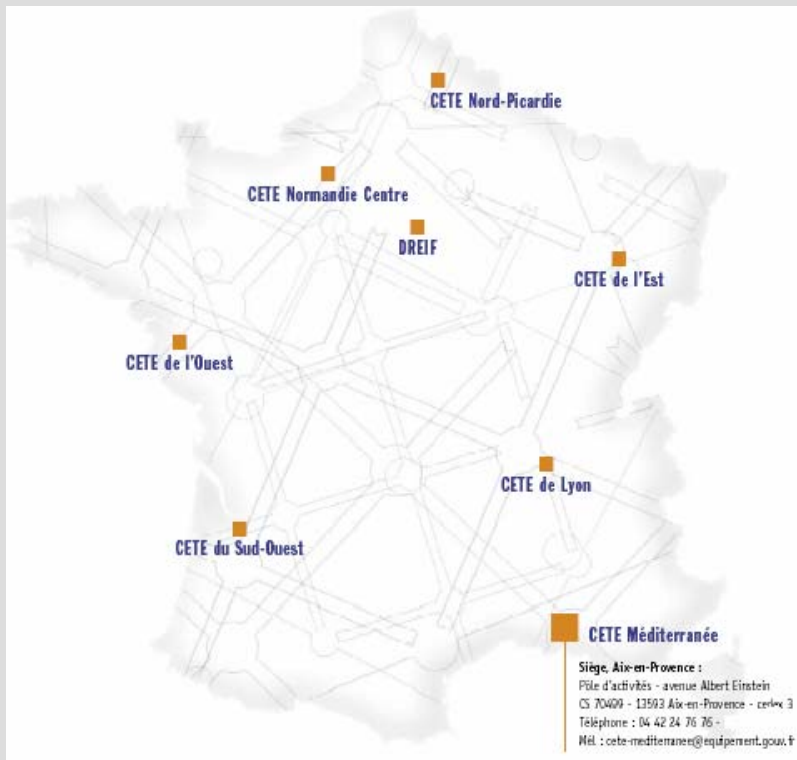 CETE Nord-Picardie
CETE Normandie Centre
DREIF
CETE de l'Est
CETE de l'Ouest
CETE de Lyon
CETE du Sud-Ouest
CETE Méditerranée
Siège, Aix-en-Provence :
Pôle d'activités - avenue Albert Einstein
CS 70499 - 13593 Aix-en-Provence - cedex 3
Téléphone : 04 42 24 76 76 -
Mél. : cete-mediterranee@equipement.gouv.fr